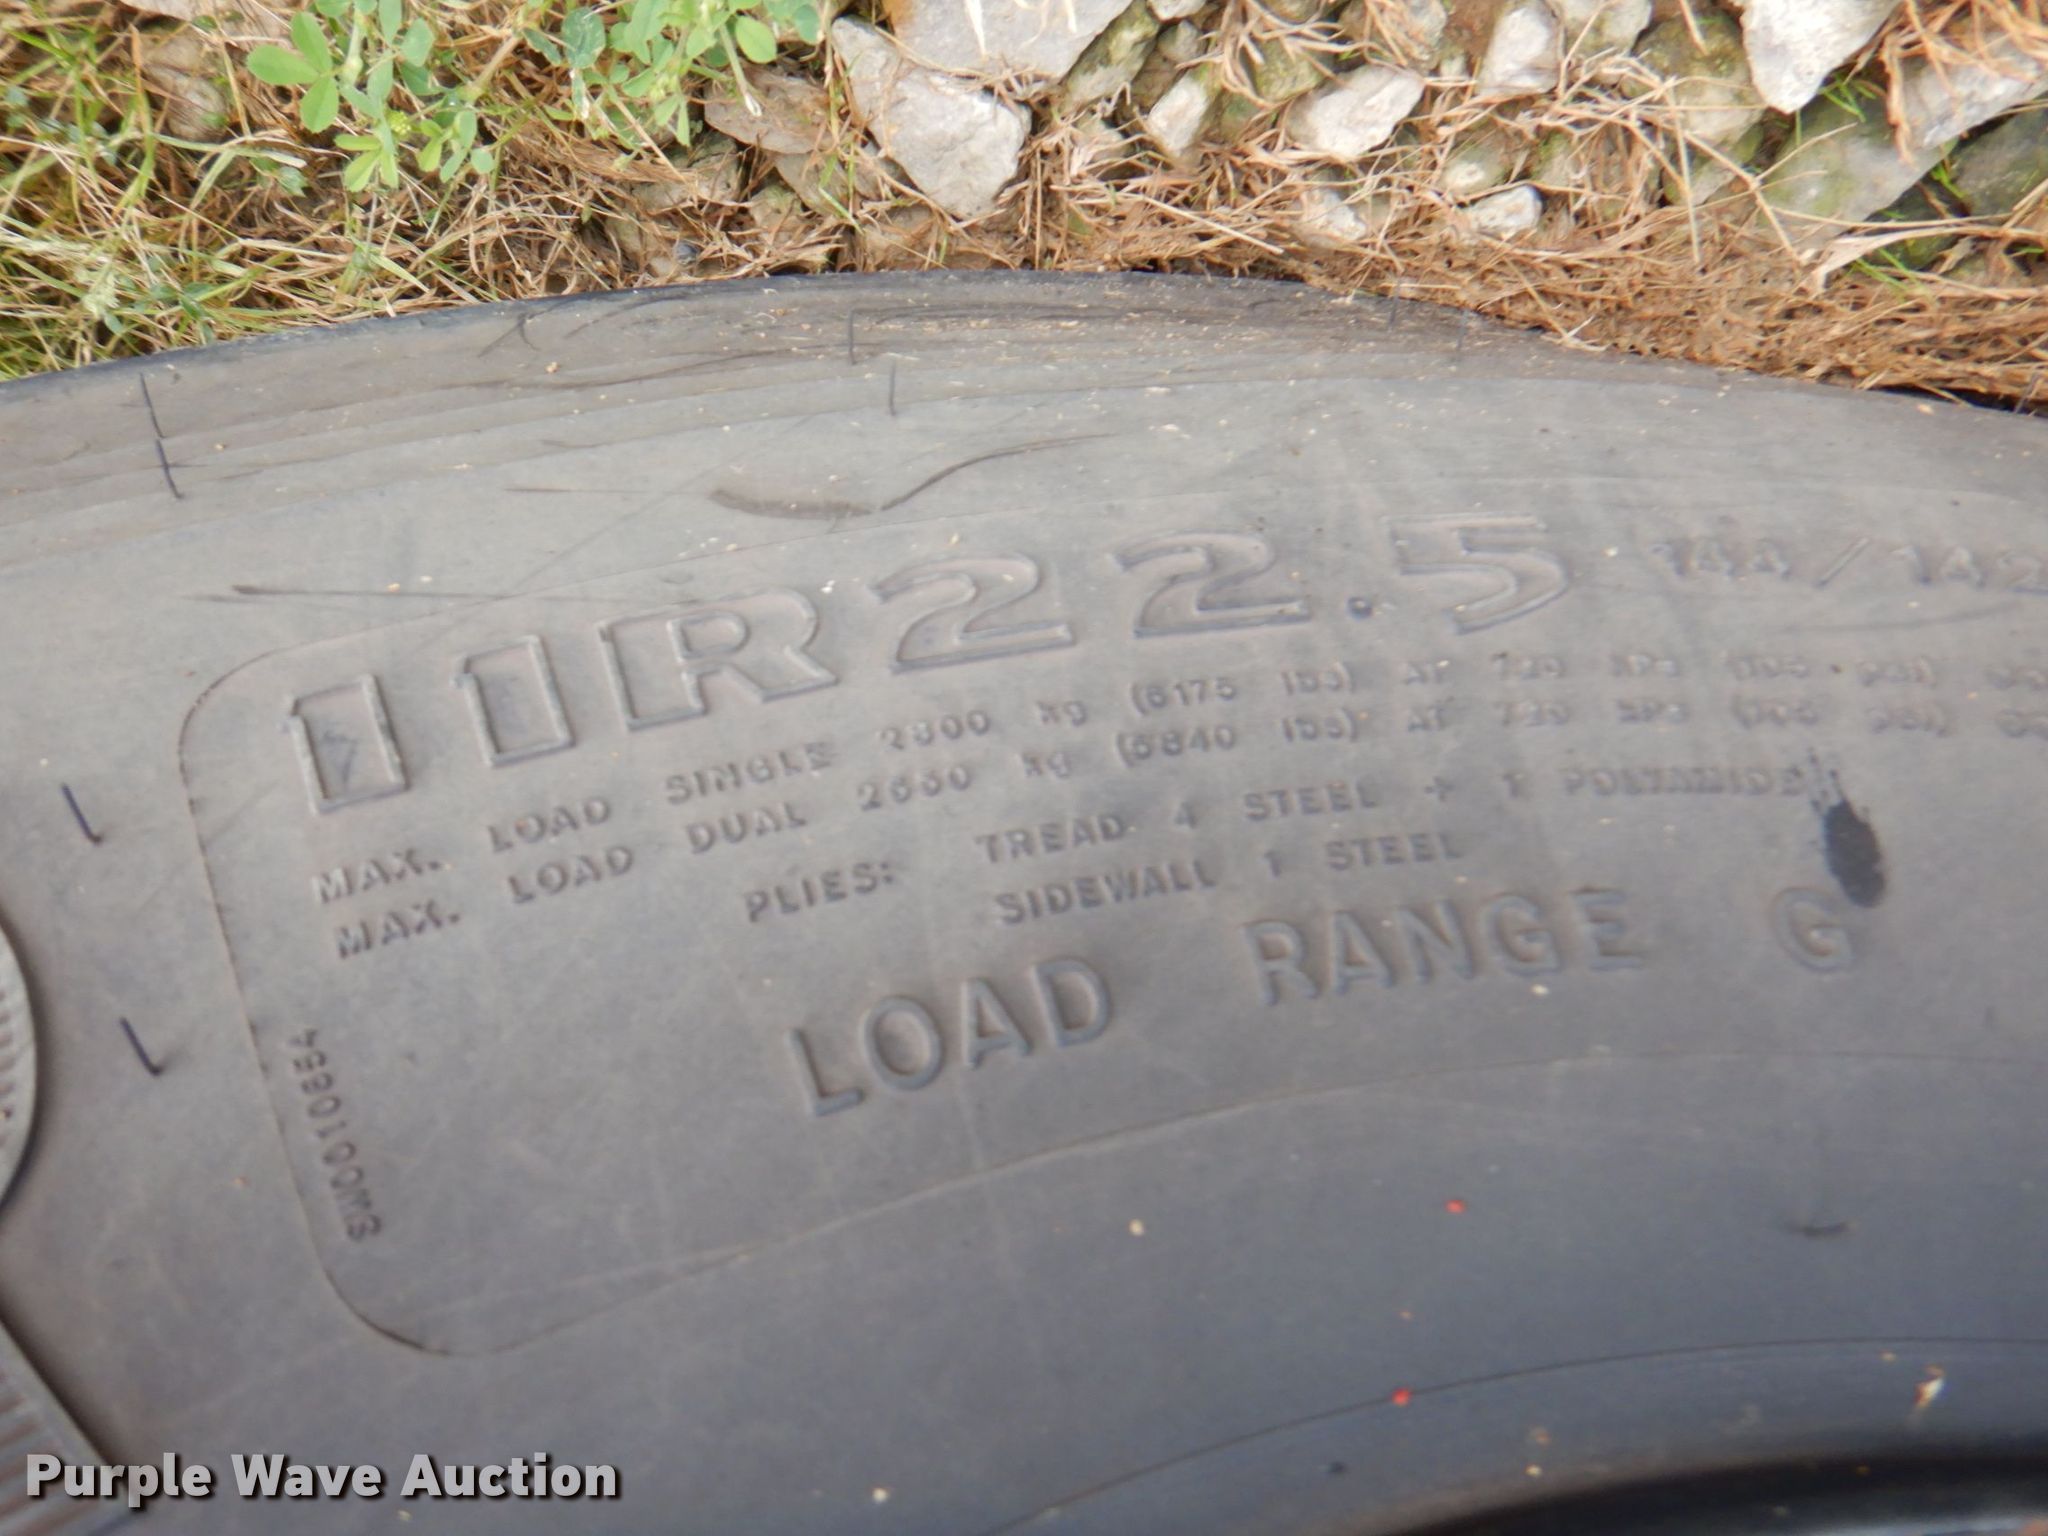 11R22.5 144/142
MAX. LOAD SINGLE 2800 kg (6175 lbs) AT 720 kPa (105 psi)
MAX. LOAD DUAL 2650 kg (5840 lbs) AT 720 kPa (105 psi)
PLIES: TREAD 4 STEEL + 1 POLYAMIDE
SIDEWALL 1 STEEL
LOAD RANGE G
Purple Wave Auction